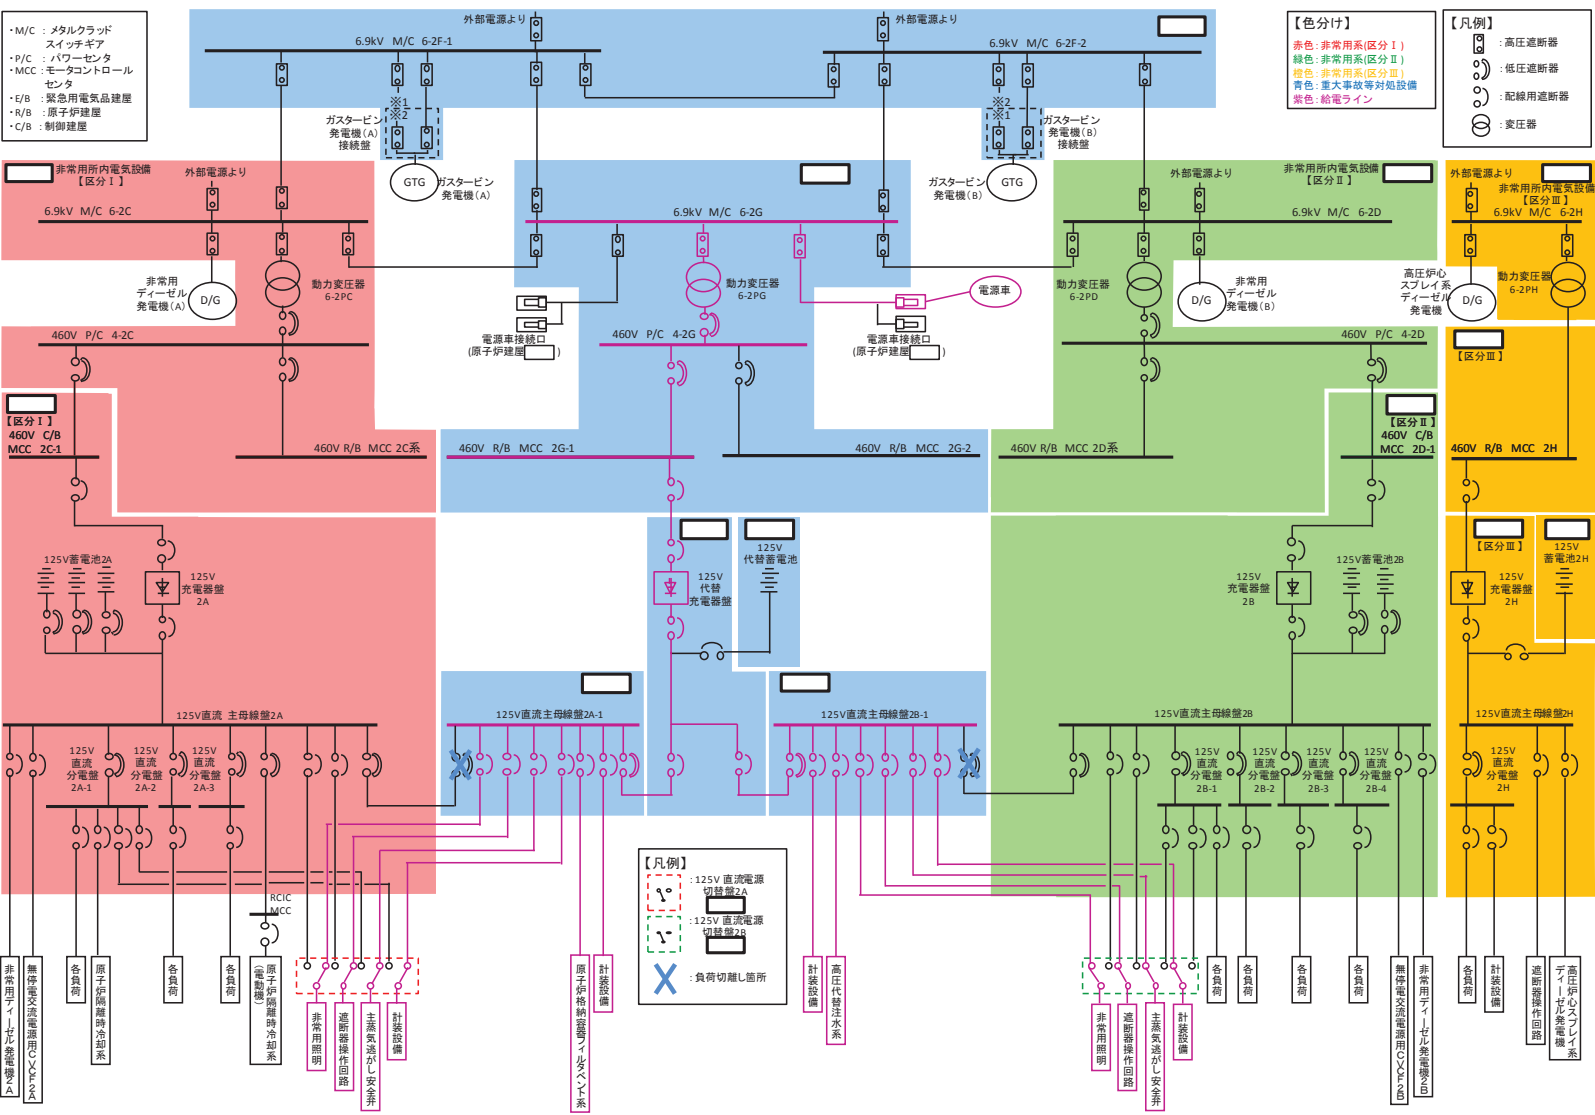 ・M/C ：メタルクラッド
スイッチギア
・P/C ：パワーセンタ
・MCC：モータコントロール
センタ
・E/B ：緊急用電気品建屋
・R/B ：原子炉建屋
・C/B ：制御建屋
外部電源より
外部電源より
6.9kV M/C 6-2F-1
6.9kV M/C 6-2F-2
【色分け】
赤色：非常用系(区分Ⅰ)
緑色：非常用系(区分Ⅱ)
橙色：非常用系(区分Ⅲ)
青色：重大事故等対処設備
紫色：給電ライン
【凡例】
：高圧遮断器
：低圧遮断器
：配線用遮断器
：変圧器
※1
※2
ガスタービン
発電機(A)
接続盤
※2
※1
ガスタービン
発電機(B)
接続盤
GTG
ガスタービン
発電機(A)
ガスタービン
発電機(B)
GTG
非常用所内電気設備
【区分Ⅰ】
外部電源より
6.9kV M/C 6-2C
6.9kV M/C 6-2G
外部電源より
非常用所内電気設備
【区分Ⅱ】
6.9kV M/C 6-2D
外部電源より
非常用所内電気設備
【区分Ⅲ】
6.9kV M/C 6-2H
非常用
ディーゼル
発電機(A)
D/G
動力変圧器
6-2PC
動力変圧器
6-2PG
電源車
動力変圧器
6-2PD
D/G
非常用
ディーゼル
発電機(B)
高圧炉心
スプレイ系
ディーゼル
発電機
D/G
動力変圧器
6-2PH
460V P/C 4-2C
電源車接続口
(原子炉建屋 )
460V P/C 4-2G
電源車接続口
(原子炉建屋 )
460V P/C 4-2D
【区分Ⅲ】
【区分Ⅰ】
460V C/B
MCC 2C-1
460V R/B MCC 2C系
460V R/B MCC 2G-1
460V R/B MCC 2G-2
460V R/B MCC 2D系
【区分Ⅱ】
460V C/B
MCC 2D-1
460V R/B MCC 2H
125V蓄電池2A
125V
充電器盤
2A
125V
代替
充電器盤
125V
代替蓄電池
125V
充電器盤
2B
125V蓄電池2B
【区分Ⅲ】
125V
充電器盤
2H
125V
蓄電池2H
125V直流 主母線盤2A
125V直流主母線盤2A-1
125V直流主母線盤2B-1
125V直流主母線盤2B
125V直流主母線盤2H
125V
直流
分電盤
2A-1
125V
直流
分電盤
2A-2
125V
直流
分電盤
2A-3
125V
直流
分電盤
2B-1
125V
直流
分電盤
2B-2
125V
直流
分電盤
2B-3
125V
直流
分電盤
2B-4
125V
直流
分電盤
2H
RCIC
MCC
【凡例】
：125V 直流電源
切替盤2A
：125V 直流電源
切替盤2B
：負荷切離し箇所
非常用ディーゼル発電機2A
無停電交流電源用CVCF2A
各負荷
原子炉隔離時冷却系
各負荷
各負荷
原子炉隔離時冷却系
(電動機)
非常用照明
遮断器操作回路
主蒸気逃がし安全弁
計装設備
原子炉格納容器フィルタベント系
計装設備
計装設備
高圧代替注水系
非常用照明
遮断器操作回路
主蒸気逃がし安全弁
計装設備
各負荷
各負荷
各負荷
各負荷
無停電交流電源用CVCF2B
非常用ディーゼル発電機2B
各負荷
計装設備
遮断器操作回路
高圧炉心スプレイ系
ディーゼル発電機